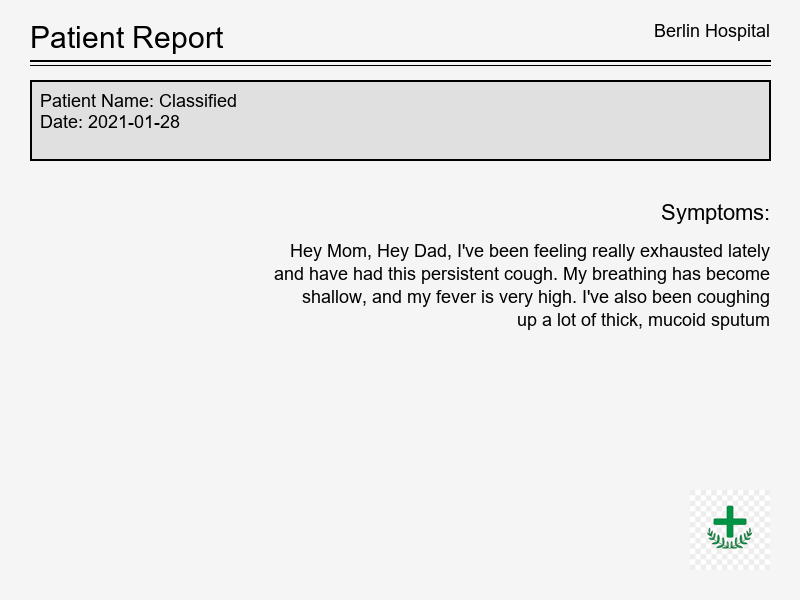 Patient Report
Berlin Hospital
Patient Name: Classified
Date: 2021-01-28
Symptoms:
Hey Mom, Hey Dad, I've been feeling really exhausted lately
and have had this persistent cough. My breathing has become
shallow, and my fever is very high. I've also been coughing
up a lot of thick, mucoid sputum